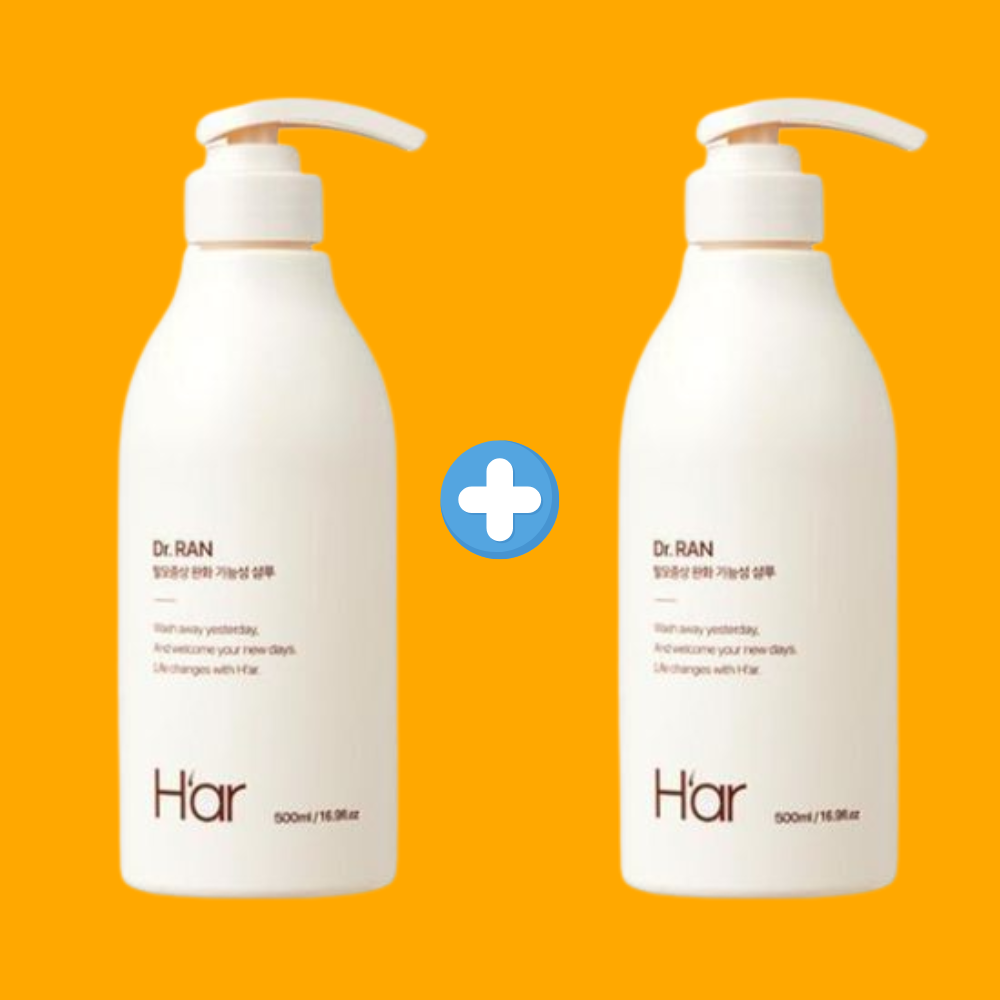 Dr. RAN
탈모증상 완화 기능성 샴푸
Wash away yesterday,
And welcome your new days.
Life changes with H'ar.
H'ar
500ml / 16.9fl.oz
Dr. RAN
탈모증상 완화 기능성 샴푸
Wash away yesterday,
And welcome your new days.
Life changes with H'ar.
H'ar
500ml / 16.9fl.oz